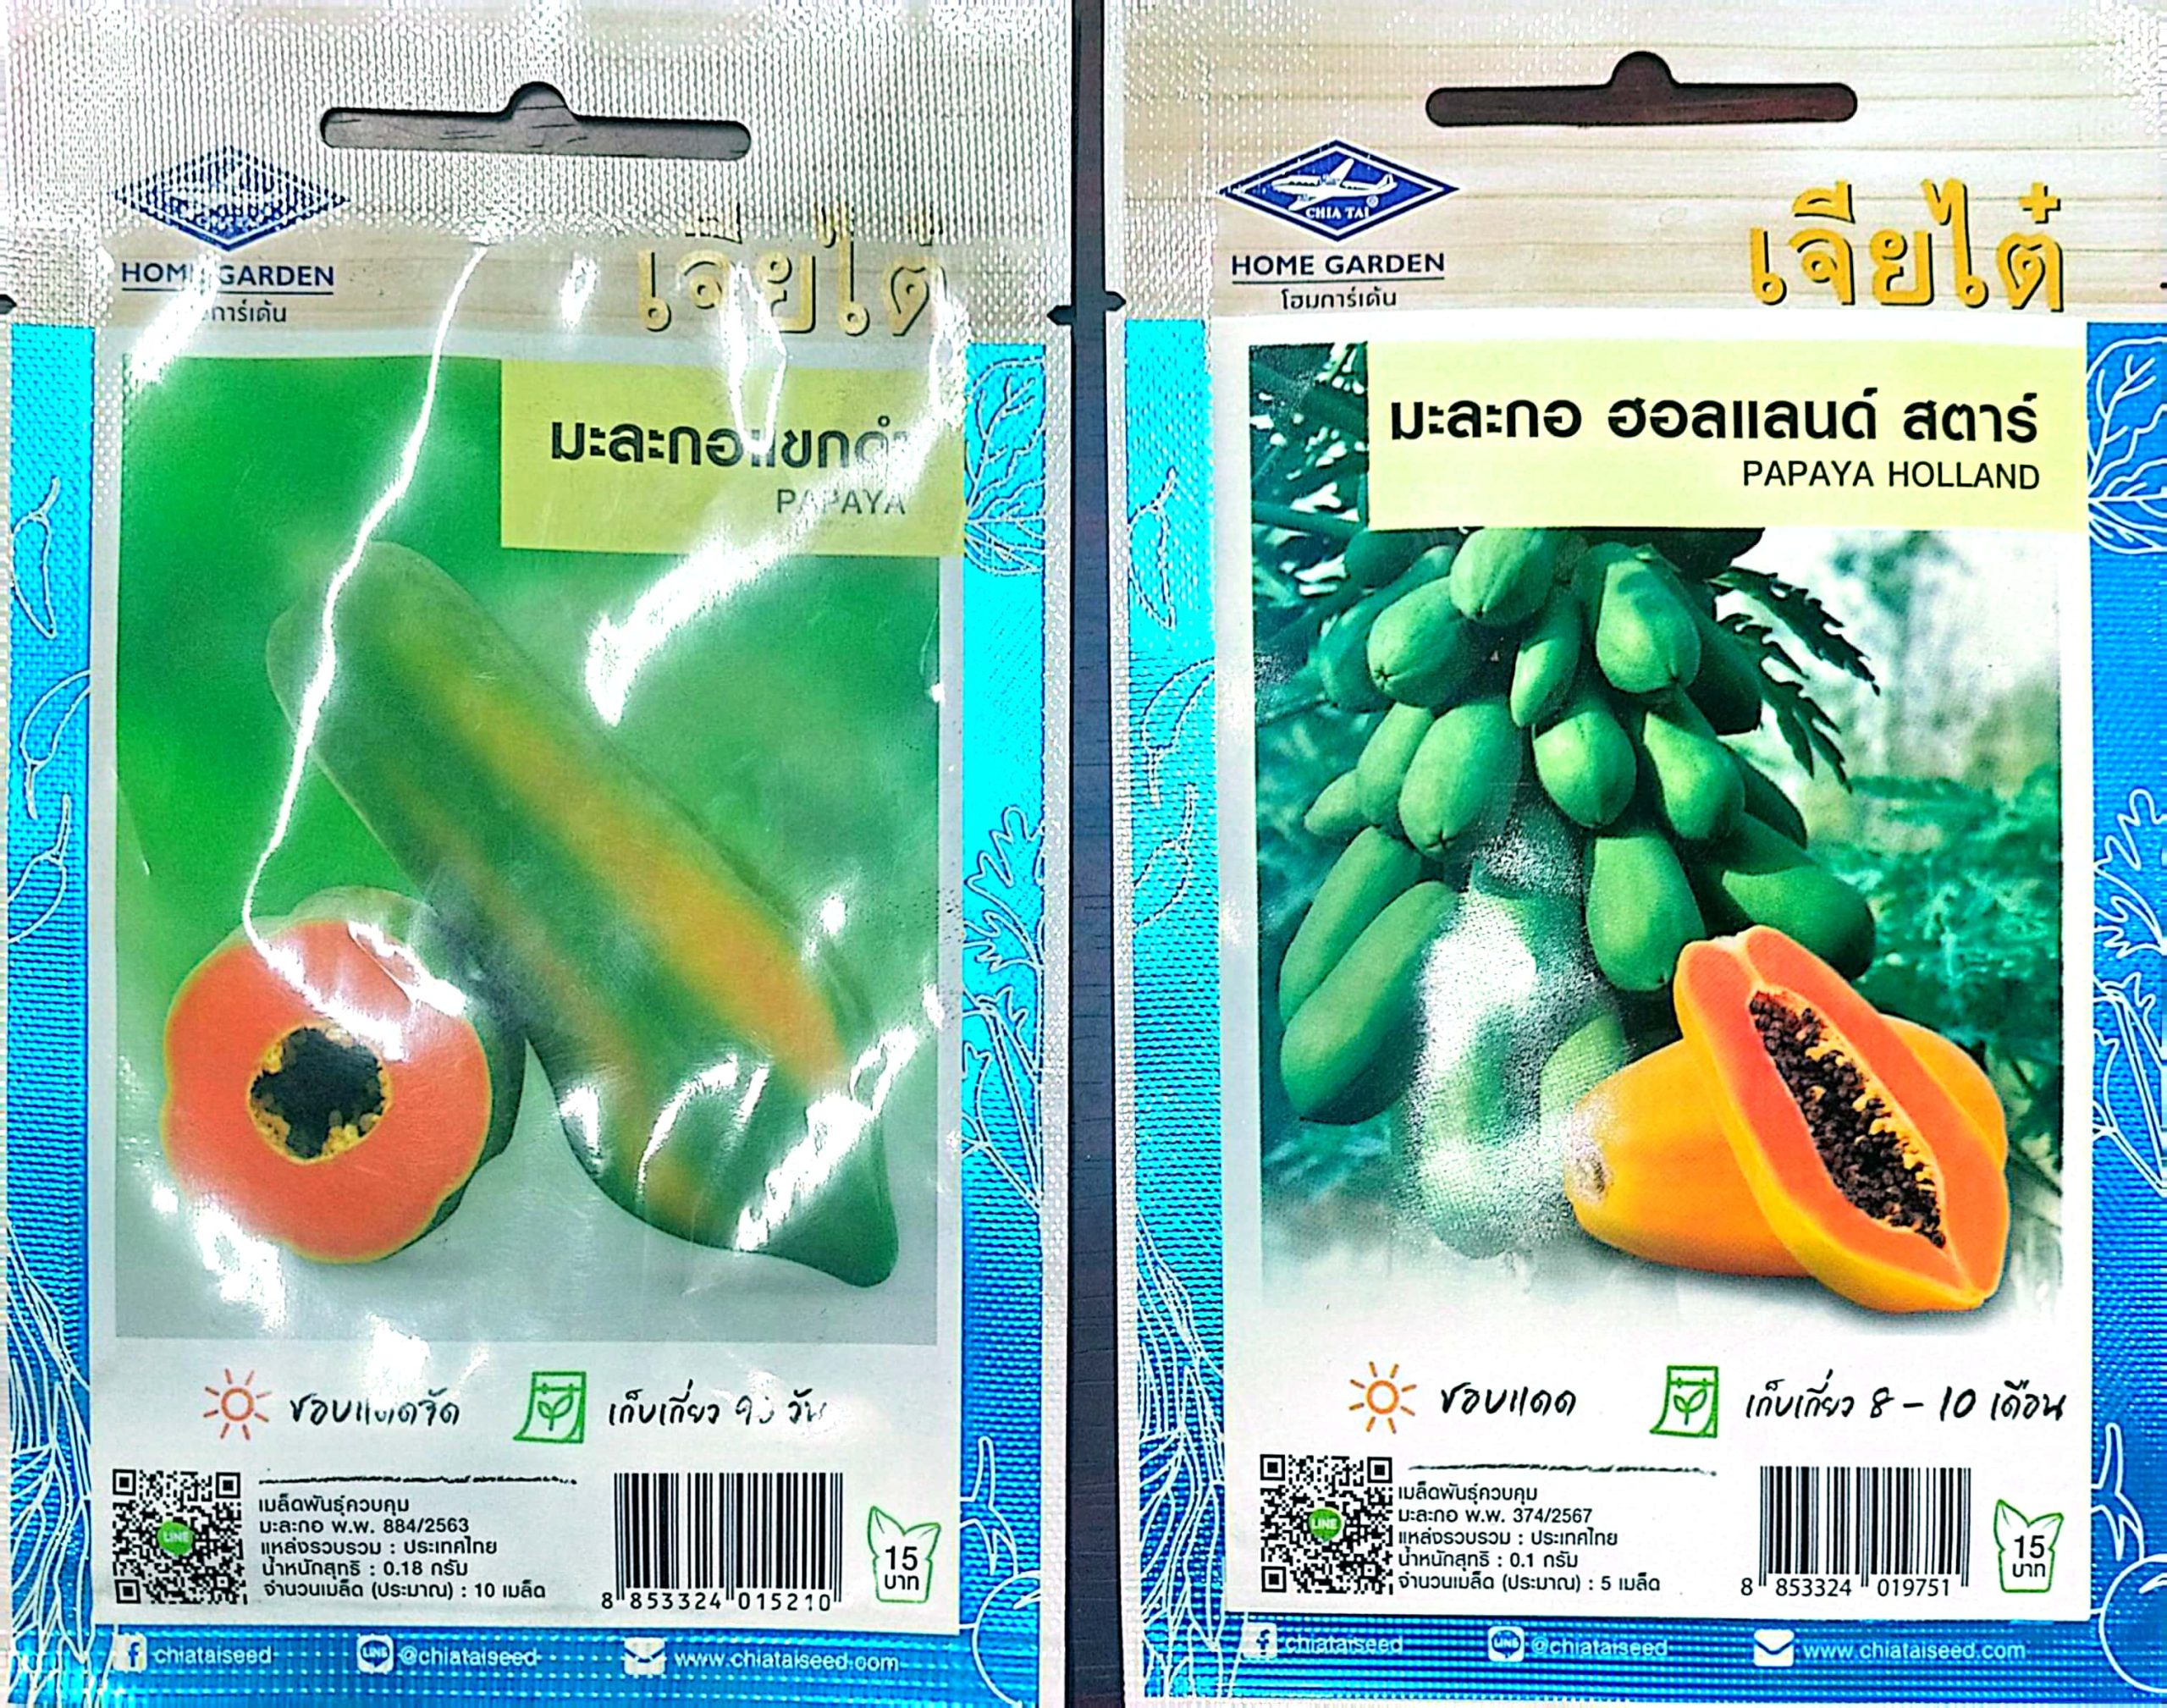 HOME GARDEN
เจียไต๋
มะละกอแขกดำ
PAPAYA
ชอบแดดจัด
เก็บเกี่ยว วัน
LINE
เมล็ดพันธุ์ควบคุม
มะละกอ พ.พ. 884/2563
แหล่งรวบรวม : ประเทศไทย
น้ำหนักสุทธิ : 0.18 กรัม
จำนวนเมล็ด (ประมาณ) : 10 เมล็ด
8 853324 015210
15
บาท
chiataiseed
LINE
@chiataiseed
www.chiataiseed.com
CHIA TAI®
HOME GARDEN
โฮมการ์เด้น
เจียไต๋
มะละกอ ฮอลแลนด์ สตาร์
PAPAYA HOLLAND
ชอบแดด
เก็บเกี่ยว 8 - 10 เดือน
LINE
เมล็ดพันธุ์ควบคุม
มะละกอ พ.พ. 374/2567
แหล่งรวบรวม : ประเทศไทย
น้ำหนักสุทธิ : 0.1 กรัม
จำนวนเมล็ด (ประมาณ) : 5 เมล็ด
8 853324 019751
15
บาท
chiataiseed
LINE
@chiataiseed
www.chiataiseed.com